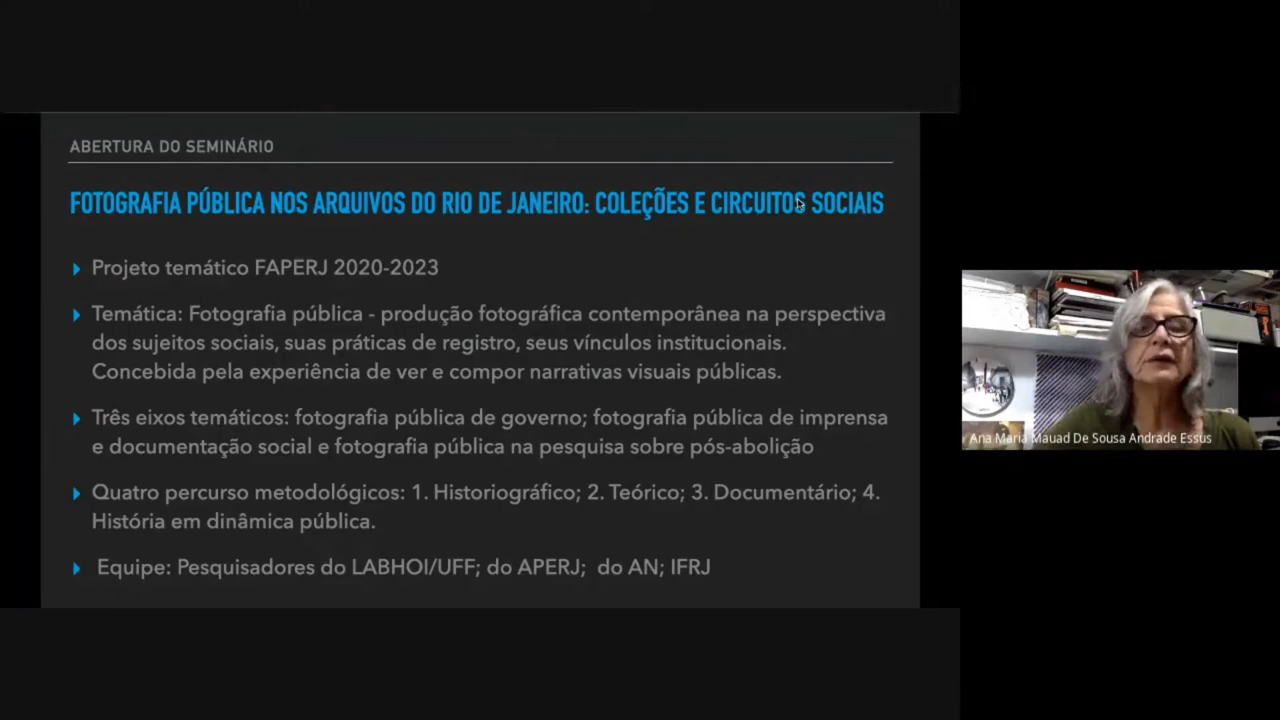 ABERTURA DO SEMINÁRIO
FOTOGRAFIA PÚBLICA NOS ARQUIVOS DO RIO DE JANEIRO: COLEÇÕES E CIRCUITOS SOCIAIS
Projeto temático FAPERJ 2020-2023
Temática: Fotografia pública - produção fotográfica contemporânea na perspectiva
dos sujeitos sociais, suas práticas de registro, seus vínculos institucionais.
Concebida pela experiência de ver e compor narrativas visuais públicas.
Três eixos temáticos: fotografia pública de governo; fotografia pública de imprensa
e documentação social e fotografia pública na pesquisa sobre pós-abolição
Quatro percurso metodológicos: 1. Historiográfico; 2. Teórico; 3. Documentário; 4.
História em dinâmica pública.
Equipe: Pesquisadores do LABHOI/UFF; do APERJ; do AN; IFRJ
Ana Maria Mauad De Sousa Andrade Essus